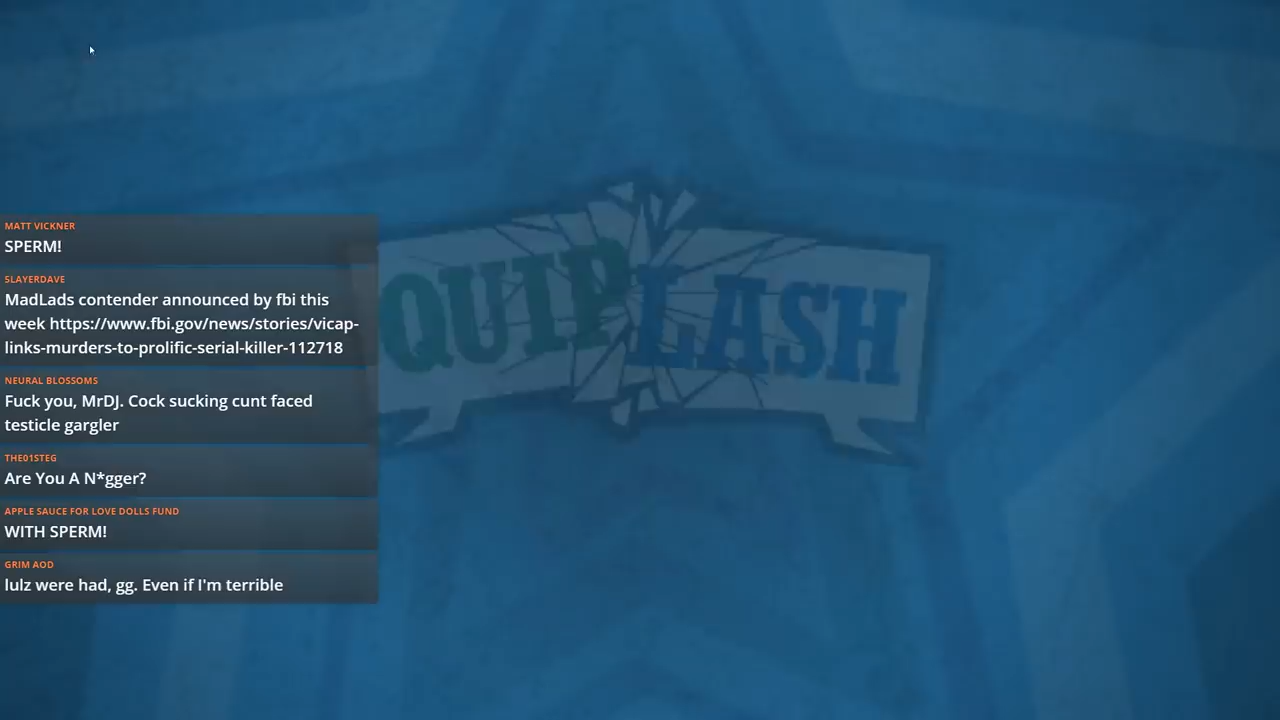 MATT VICKNER
SPERM!
SLAYERDAVE
MadLads contender announced by fbi this
week https://www.fbi.gov/news/stories/vicap-
links-murders-to-prolific-serial-killer-112718
NEURAL BLOSSOMS
Fuck you, MrDJ. Cock sucking cunt faced
testicle gargler
THE01STEG
Are You A N*gger?
APPLE SAUCE FOR LOVE DOLLS FUND
WITH SPERM!
GRIM AOD
lulz were had, gg. Even if I'm terrible
QUIPLASH